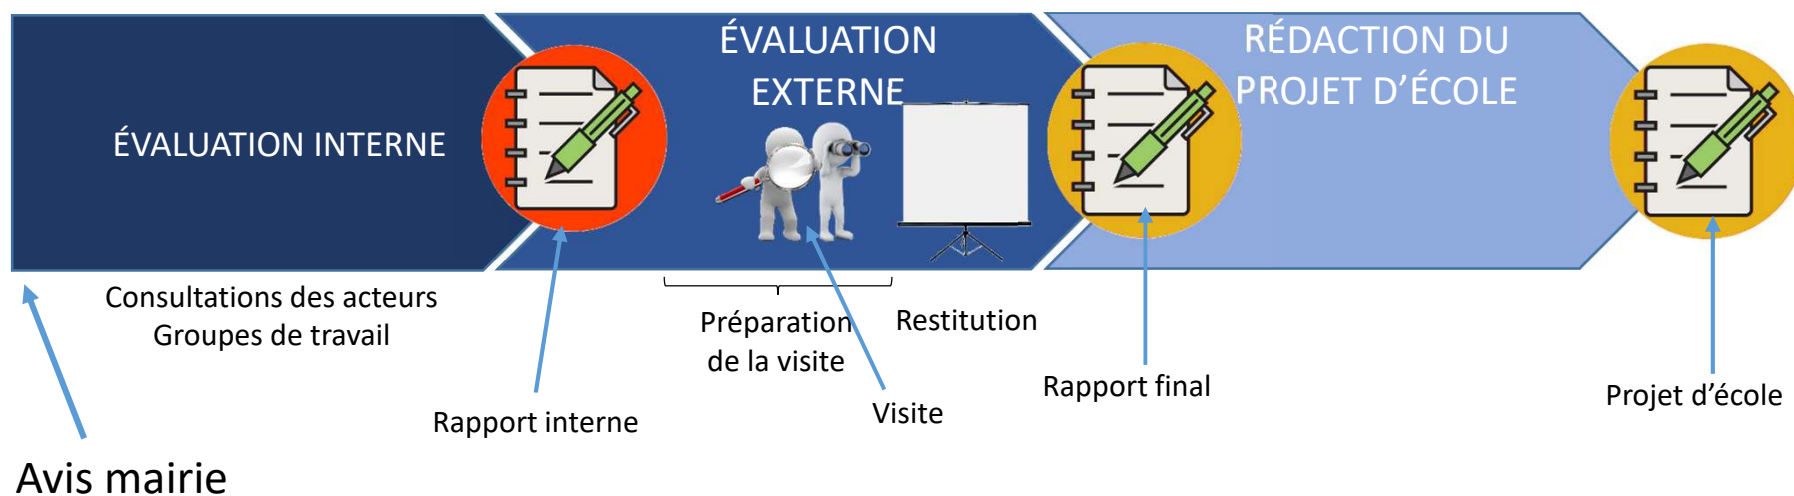 ÉVALUATION INTERNE
ÉVALUATION
EXTERNE
RÉDACTION DU
PROJET D’ÉCOLE
Consultations des acteurs
Groupes de travail
Préparation
de la visite
Restitution
Rapport interne
Visite
Rapport final
Projet d’école
Avis mairie